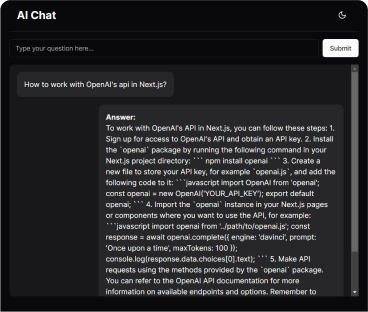 AI Chat
Type your question here...
Submit
How to work with OpenAI's api in Next.js?
Answer:
To work with OpenAI's API in Next.js, you can follow these steps: 1.
Sign up for access to OpenAI's API and obtain an API key. 2. Install
the `openai` package by running the following command in your
Next.js project directory: ``` npm install openai ``` 3. Create a
new file to store your API key, for example `openai.js`, and add the
following code to it: ```javascript import OpenAI from 'openai';
const openai = new OpenAI('YOUR_API_KEY'); export default
openai; ``` 4. Import the `openai` instance in your Next.js pages
or components where you want to use the API, for example:
```javascript import openai from '../path/to/openai.js'; const
response = await openai.complete({ engine: 'davinci', prompt:
'Once upon a time', maxTokens: 100 });
console.log(response.data.choices[0].text); ``` 5. Make API
requests using the methods provided by the `openai` package.
You can refer to the OpenAI API documentation for more
information on available endpoints and options. Remember to